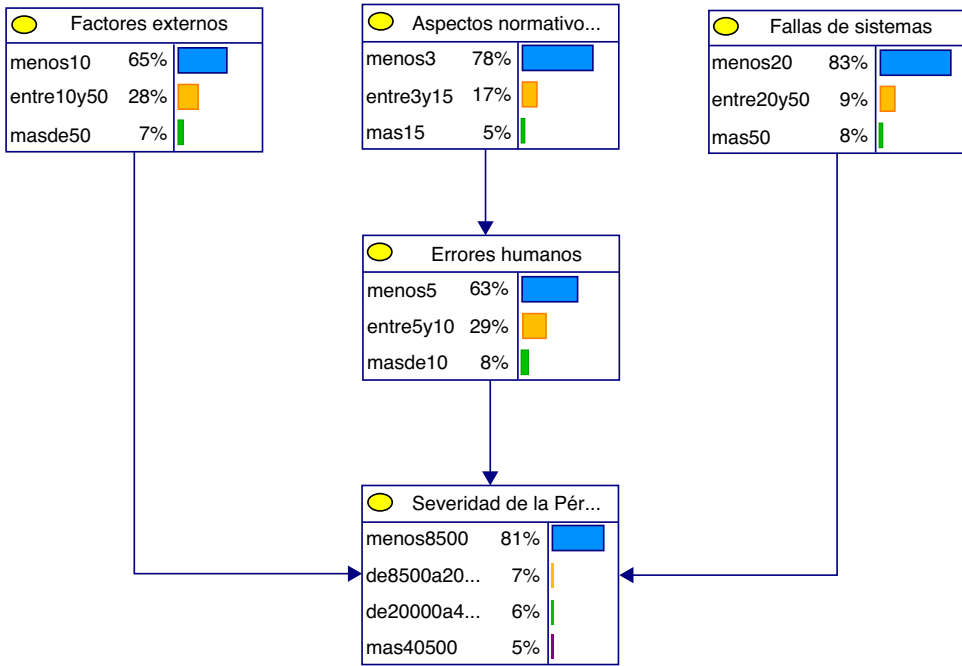 Factores externos
menos10 65%
entre10y50 28%
masde50 7%
Aspectos normativo...
menos3 78%
entre3y15 17%
mas15 5%
Fallas de sistemas
menos20 83%
entre20y50 9%
mas50 8%
Errores humanos
menos5 63%
entre5y10 29%
masde10 8%
Severidad de la Pér...
menos8500 81%
de8500a20... 7%
de20000a4... 6%
mas40500 5%